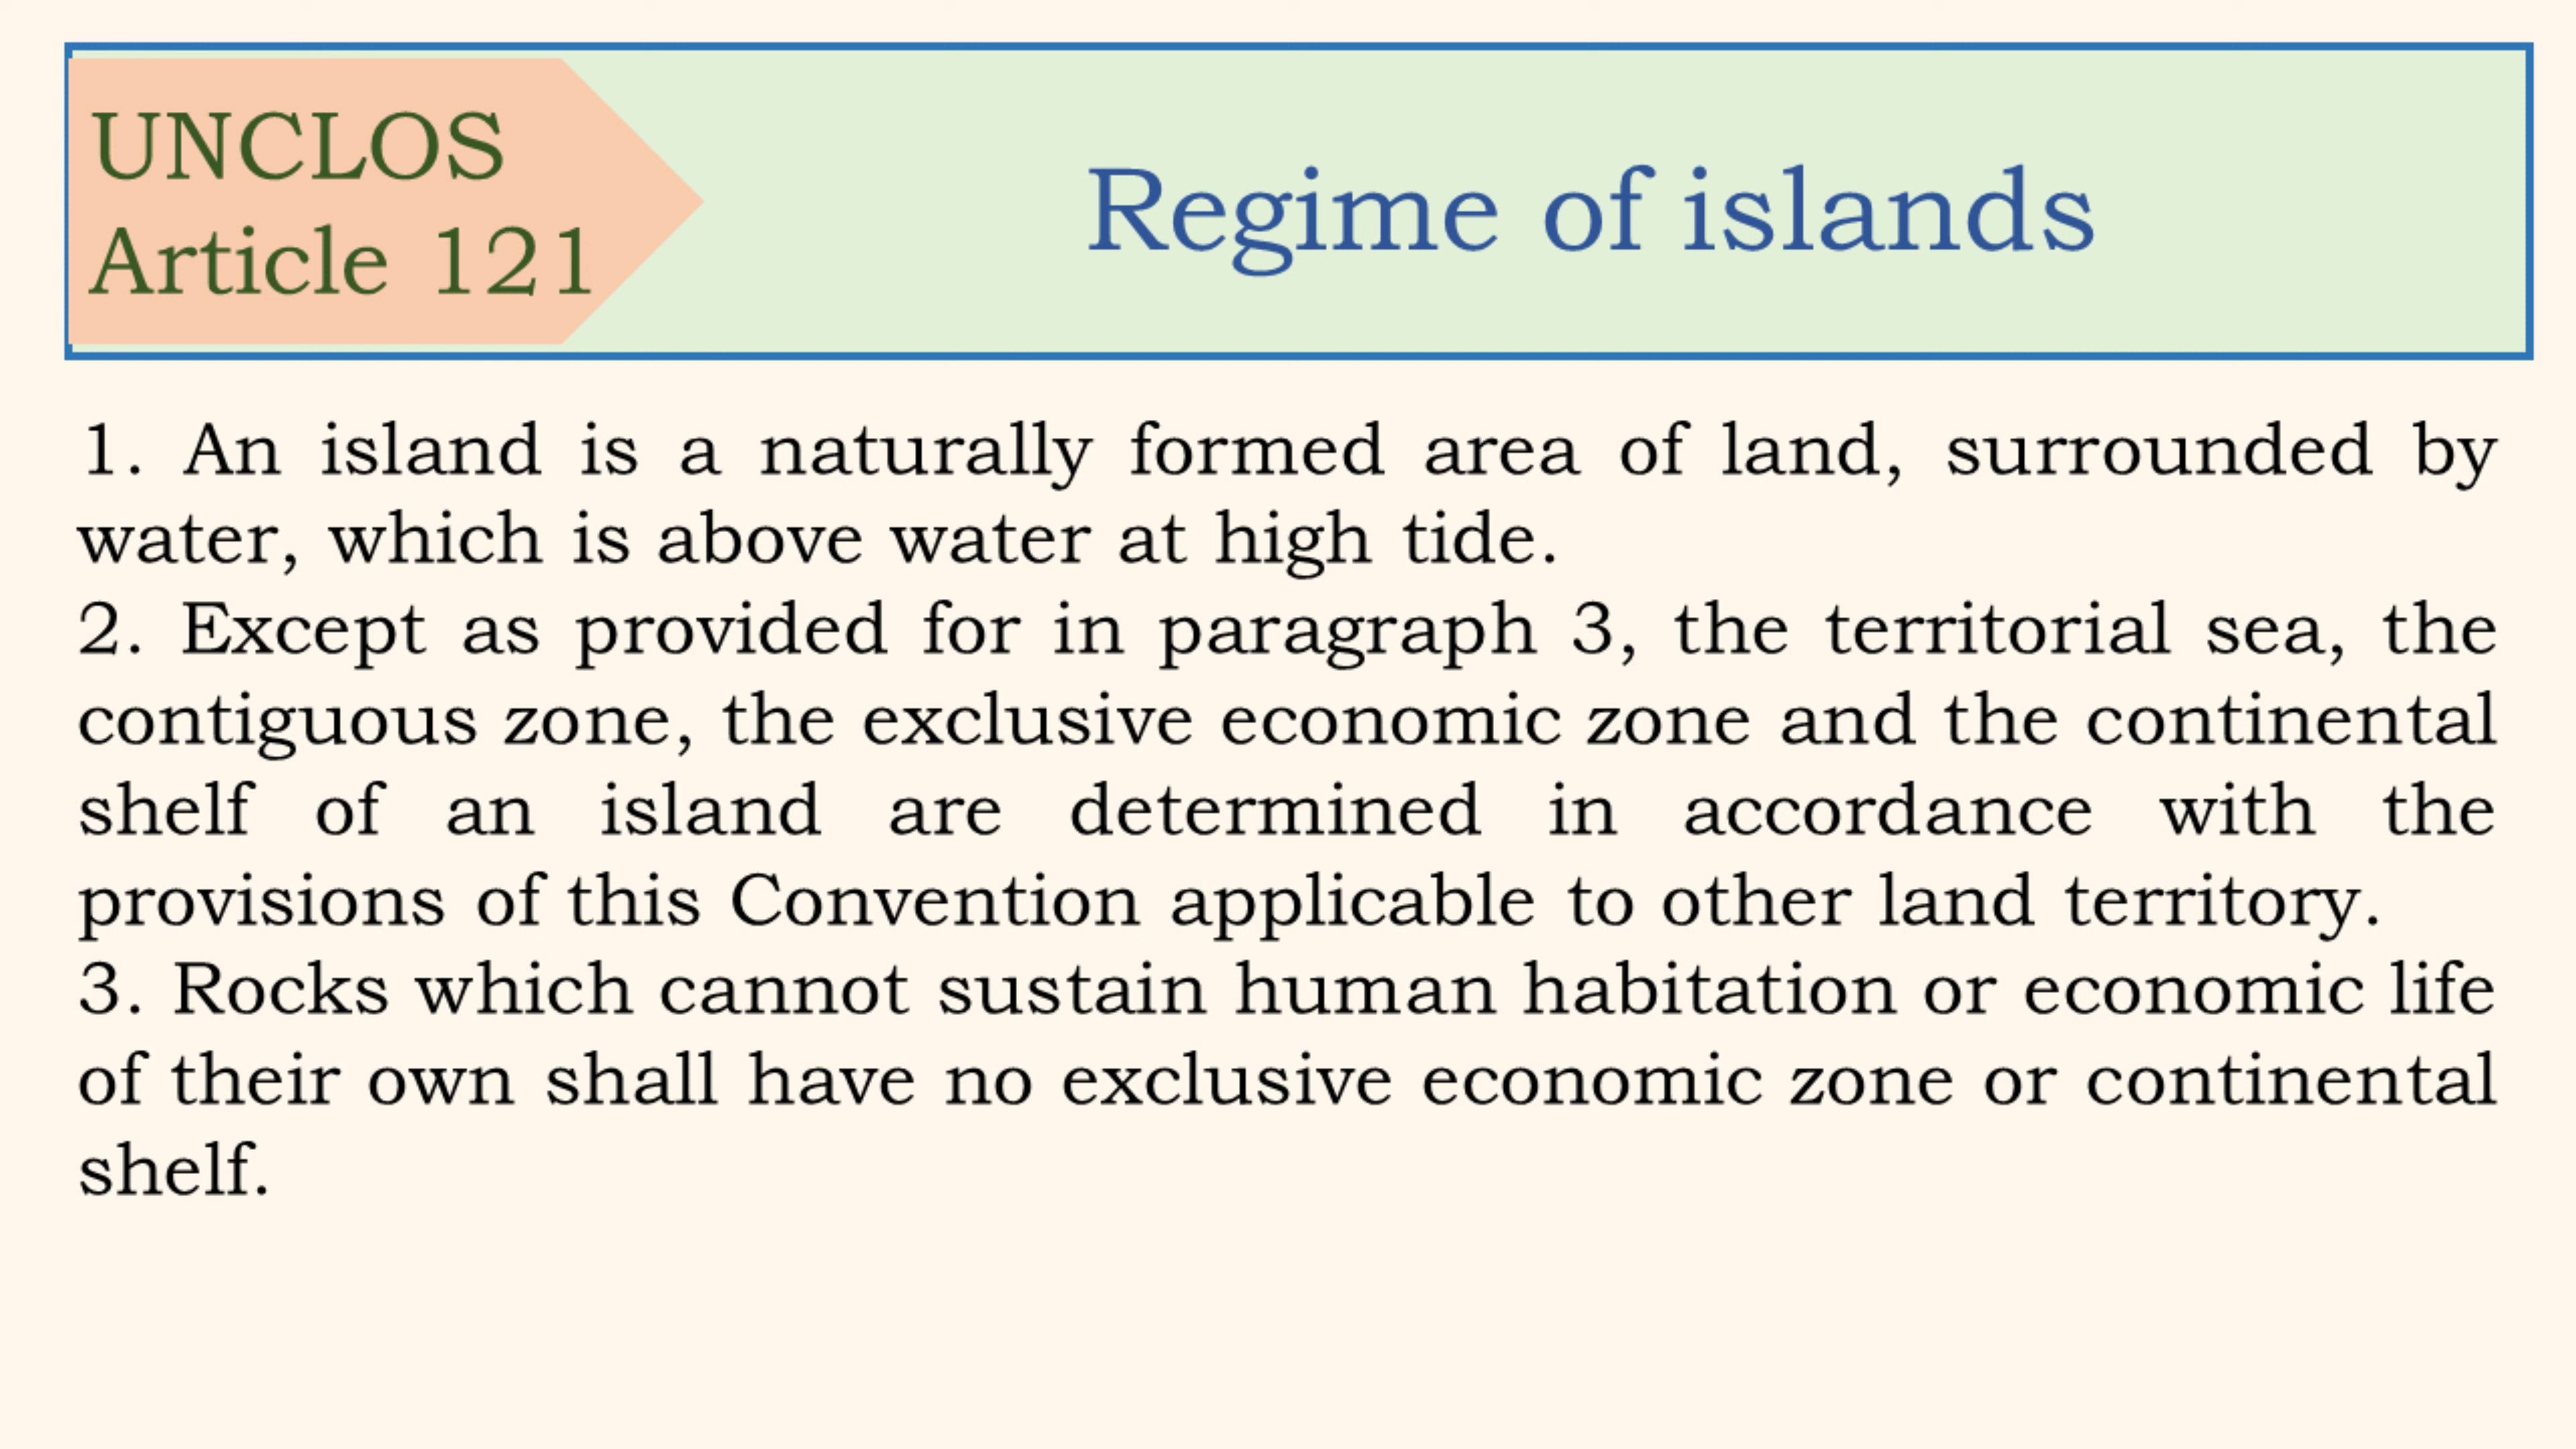 UNCLOS
Article 121
Regime of islands
1. An island is a naturally formed area of land, surrounded by
water, which is above water at high tide.
2. Except as provided for in paragraph 3, the territorial sea, the
contiguous zone, the exclusive economic zone and the continental
shelf of an island are determined in accordance with the
provisions of this Convention applicable to other land territory.
3. Rocks which cannot sustain human habitation or economic life
of their own shall have no exclusive economic zone or continental
shelf.